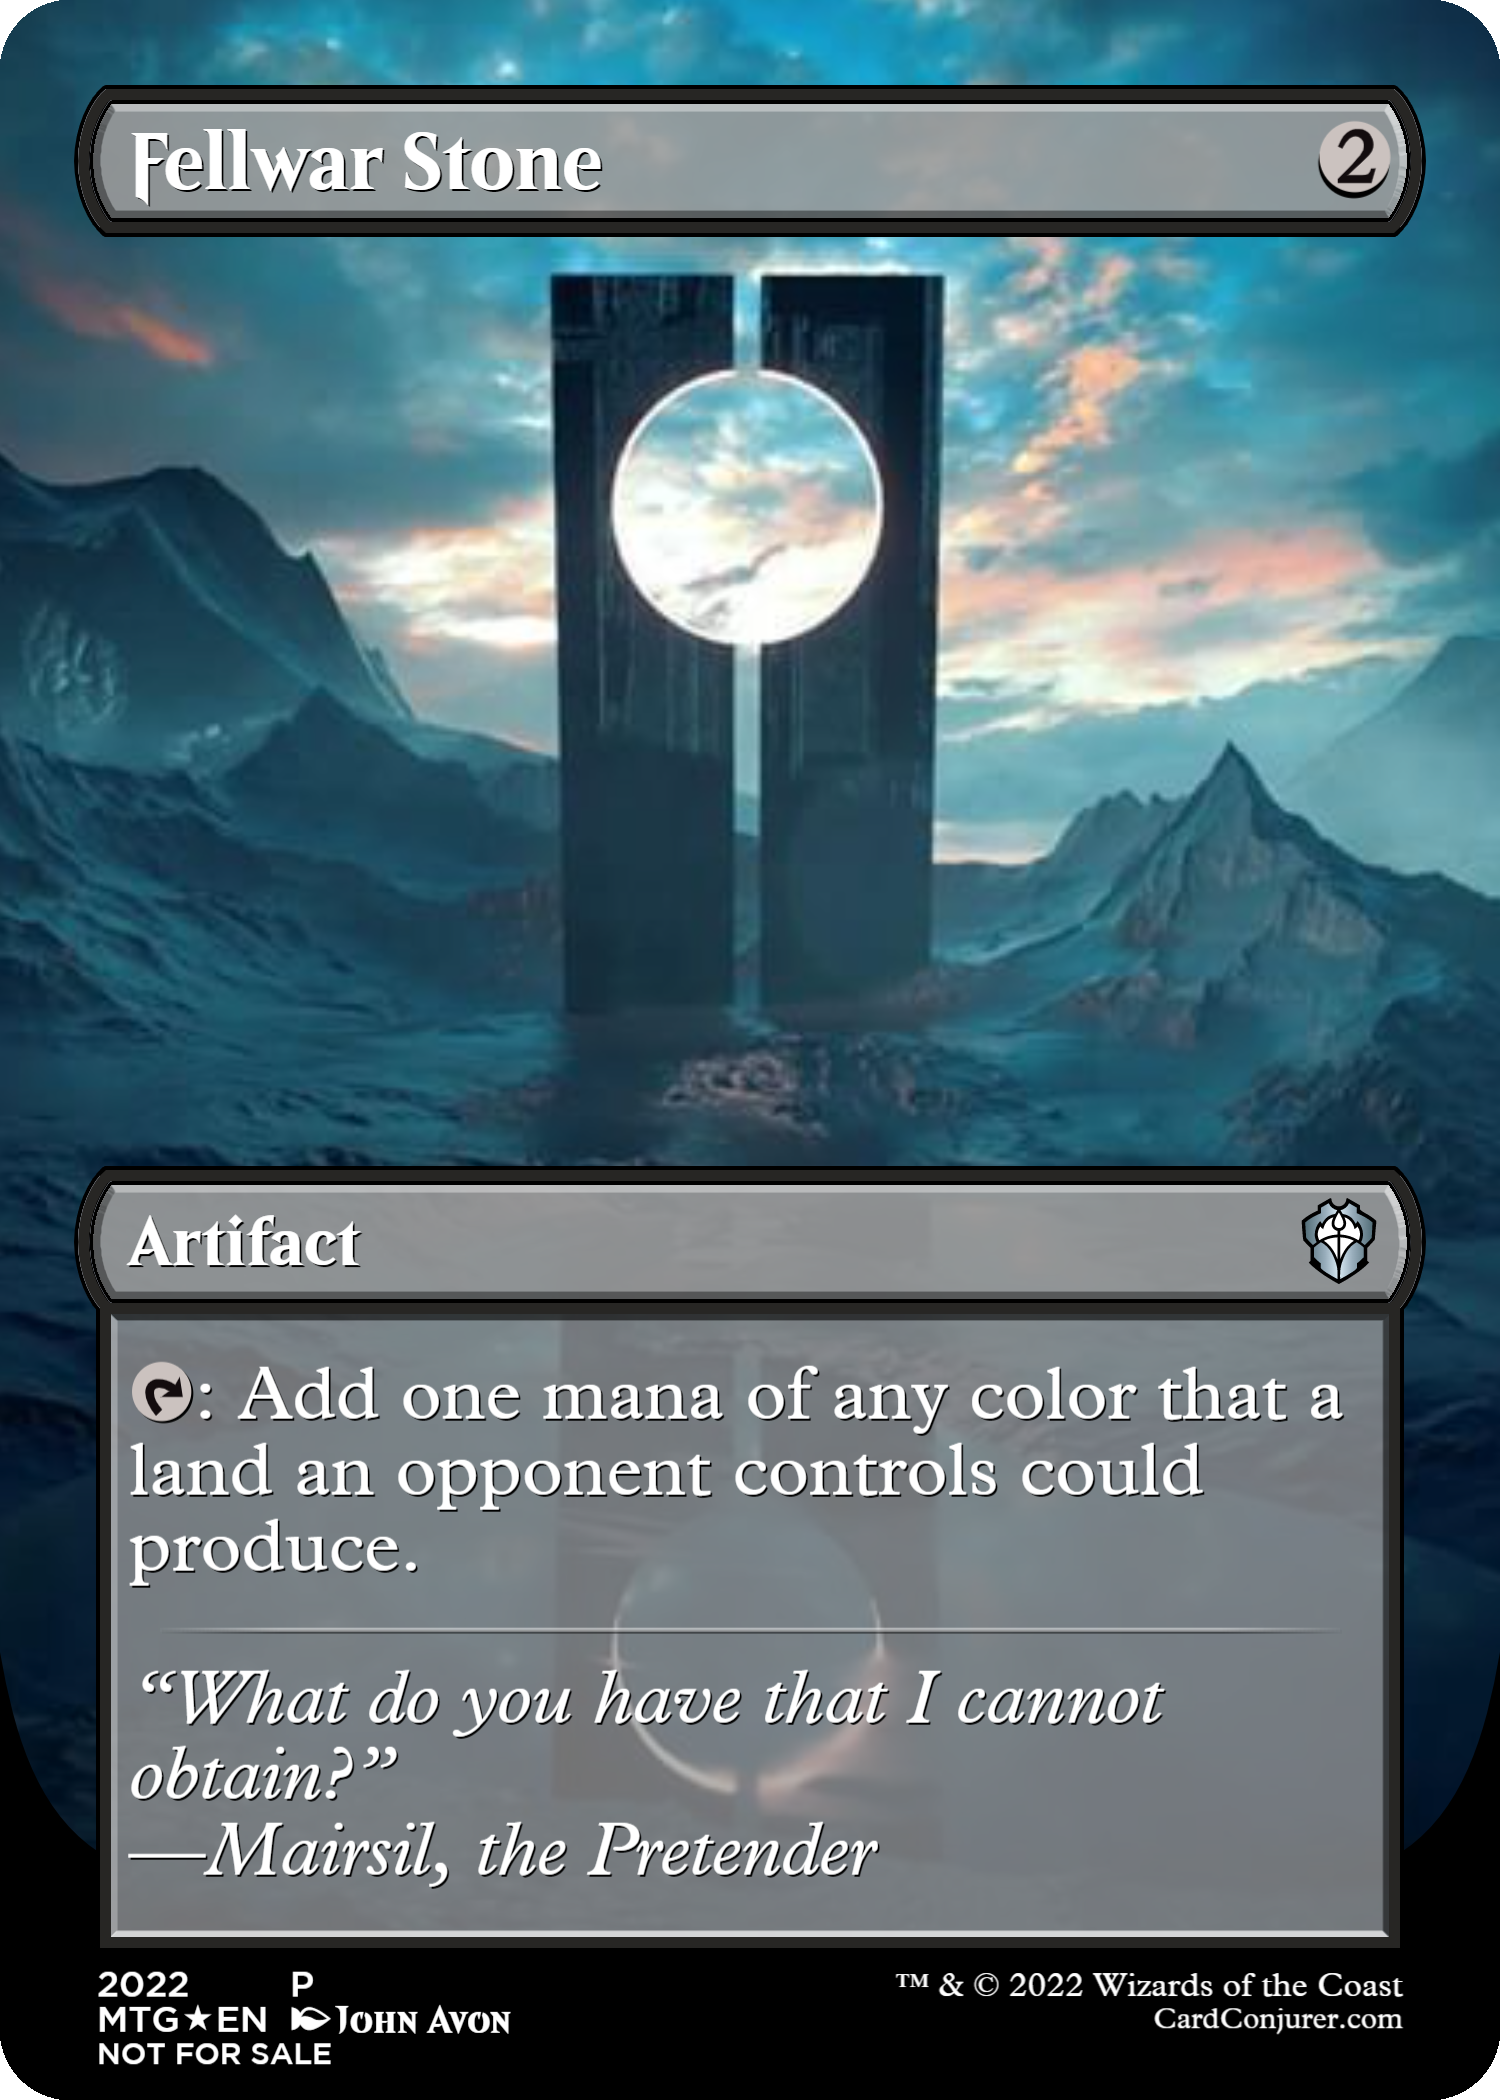 Fellwar Stone 2
Artifact
: Add one mana of any color that a
land an opponent controls could
produce.
“What do you have that I cannot
obtain?”
—Mairsil, the Pretender
2022 P
MTG★EN JOHN AVON
NOT FOR SALE
™ & © 2022 Wizards of the Coast
CardConjurer.com